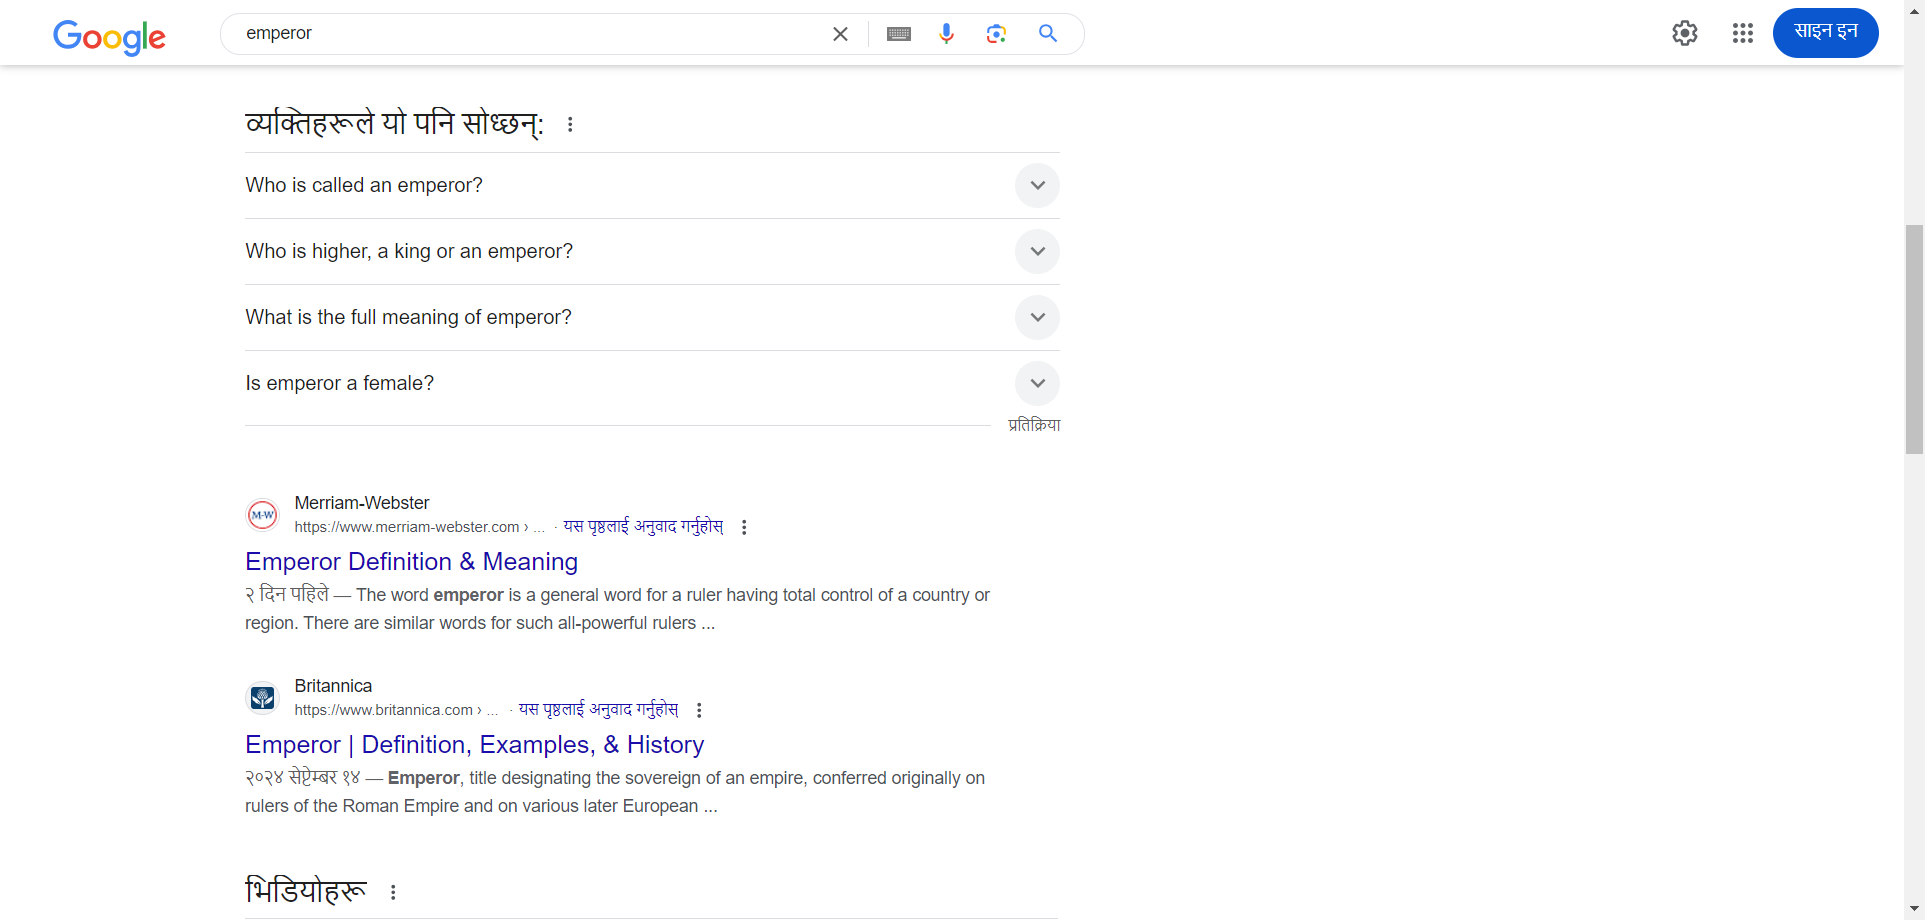 Google
emperor
साइन इन
व्यक्तिहरूले यो पनि सोध्छन्:
Who is called an emperor?
Who is higher, a king or an emperor?
What is the full meaning of emperor?
Is emperor a female?
प्रतिक्रिया
M-W
Merriam-Webster
https://www.merriam-webster.com › ... · यस पृष्ठलाई अनुवाद गर्नुहोस्
Emperor Definition & Meaning
२ दिन पहिले — The word emperor is a general word for a ruler having total control of a country or
region. There are similar words for such all-powerful rulers ...
Britannica
https://www.britannica.com › ... · यस पृष्ठलाई अनुवाद गर्नुहोस्
Emperor | Definition, Examples, & History
२०२४ सेप्टेम्बर १४ — Emperor, title designating the sovereign of an empire, conferred originally on
rulers of the Roman Empire and on various later European ...
भिडियोहरू